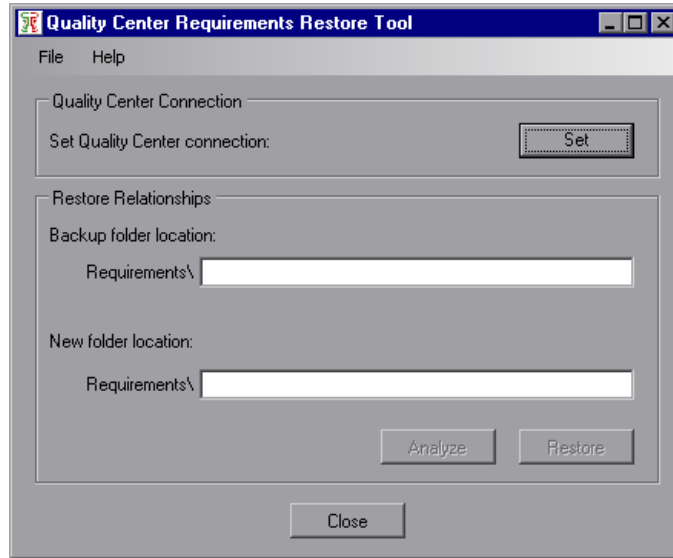 Quality Center Requirements Restore Tool
File Help
Quality Center Connection
Set Quality Center connection:
Set
Restore Relationships
Backup folder location:
Requirements\
New folder location:
Requirements\
Analyze Restore
Close